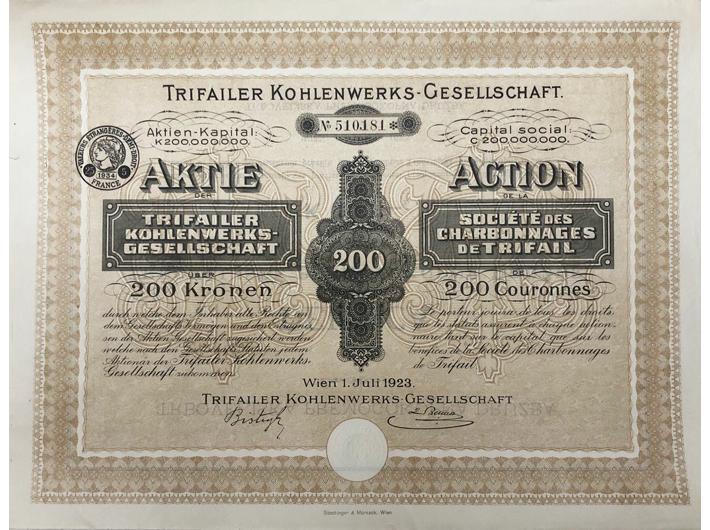 TRIFAILER KOHLENWERKS-GESELLSCHAFT.
Aktien-Kapital:
K 200,000.000.
No 510181 *
Capital social:
C 200,000.000.
VALEURS ÉTRANGÈRES
1934
FRANCE
AKTIE
DER
TRIFAILER
KOHLENWERKS-
GESELLSCHAFT
ÜBER
200 Kronen
200
ACTION
DE LA
SOCIÉTÉ DES
CHARBONNAGES
DE TRIFAIL
DE
200 Couronnes
durch welche dem Inhaber alle Rechte an
dem Gesellschafts Vermögen und den Erträgnis,
sen der Aktien Gesellschaft zugesichert werden,
welche nach den Gesellschafts Statuten jedem
Aktionär der Trifailer Kohlenwerks-
Gesellschaft zukommen.
Le porteur jouira de tous les droits,
que les statuts assurent à chaque action,
naire tant sur le capital que sur les
bénéfices de la Société des Charbonnages
de Trifail.
Wien 1. Juli 1923.
TRIFAILER KOHLENWERKS-GESELLSCHAFT
TRBOVELJSKA PREMOGOKOPNA DRUŽBA
Wien